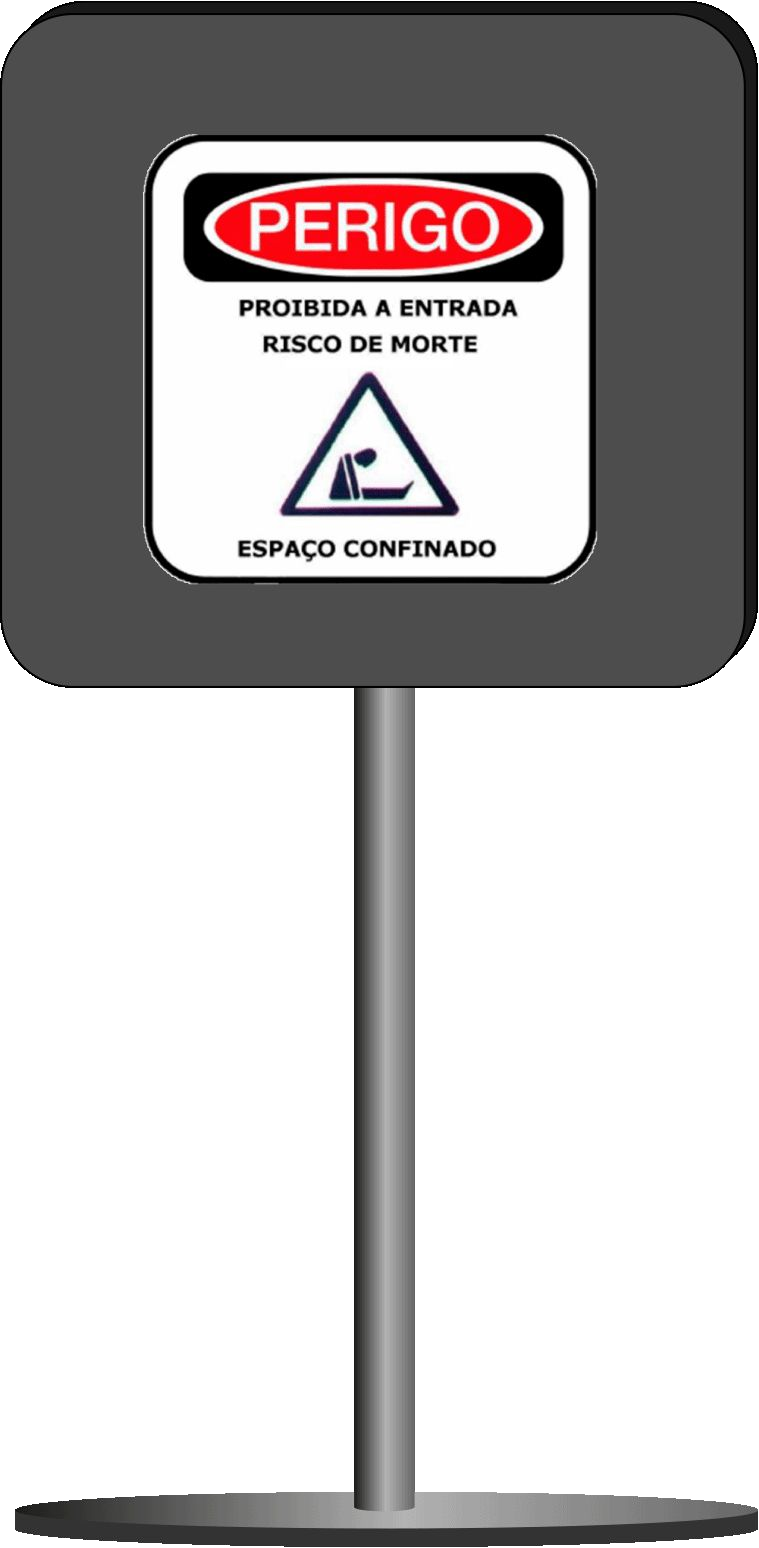 PERIGO
PROIBIDA A ENTRADA
RISCO DE MORTE
ESPAÇO CONFINADO